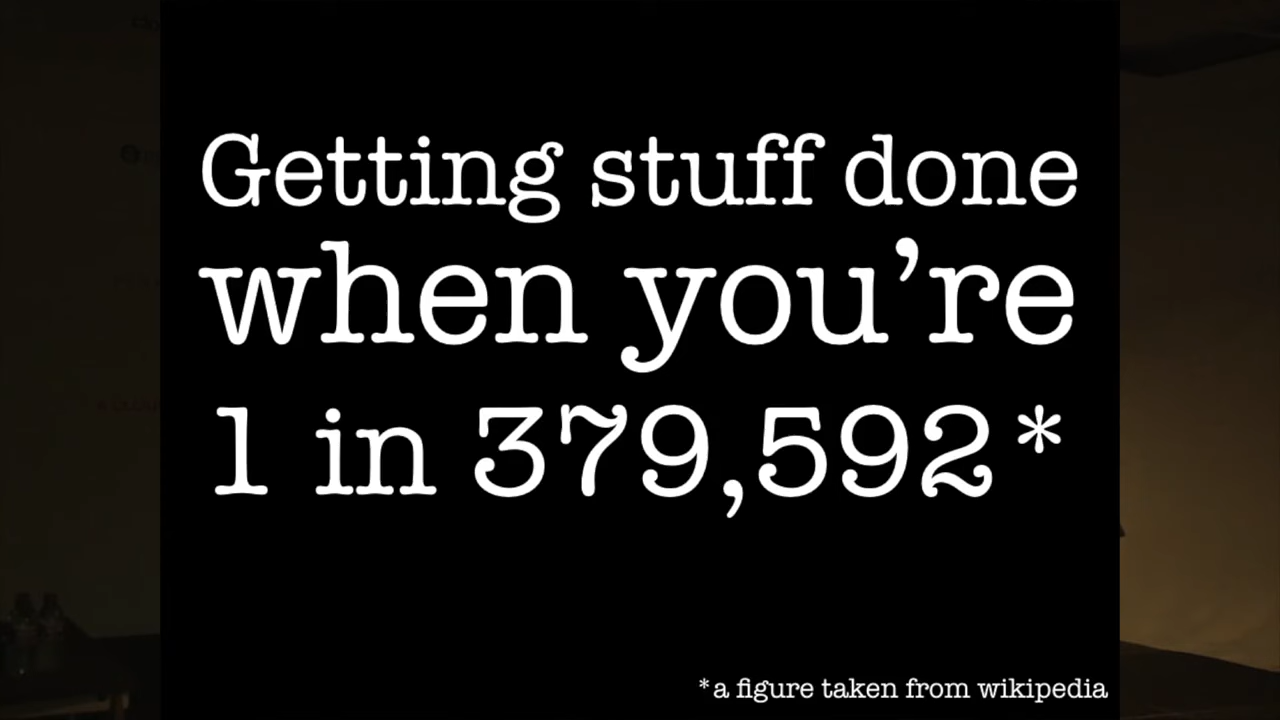 Getting stuff done
when you’re
1 in 379,592*
*a figure taken from wikipedia